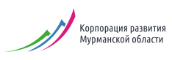 Корпорация развития
Мурманской области